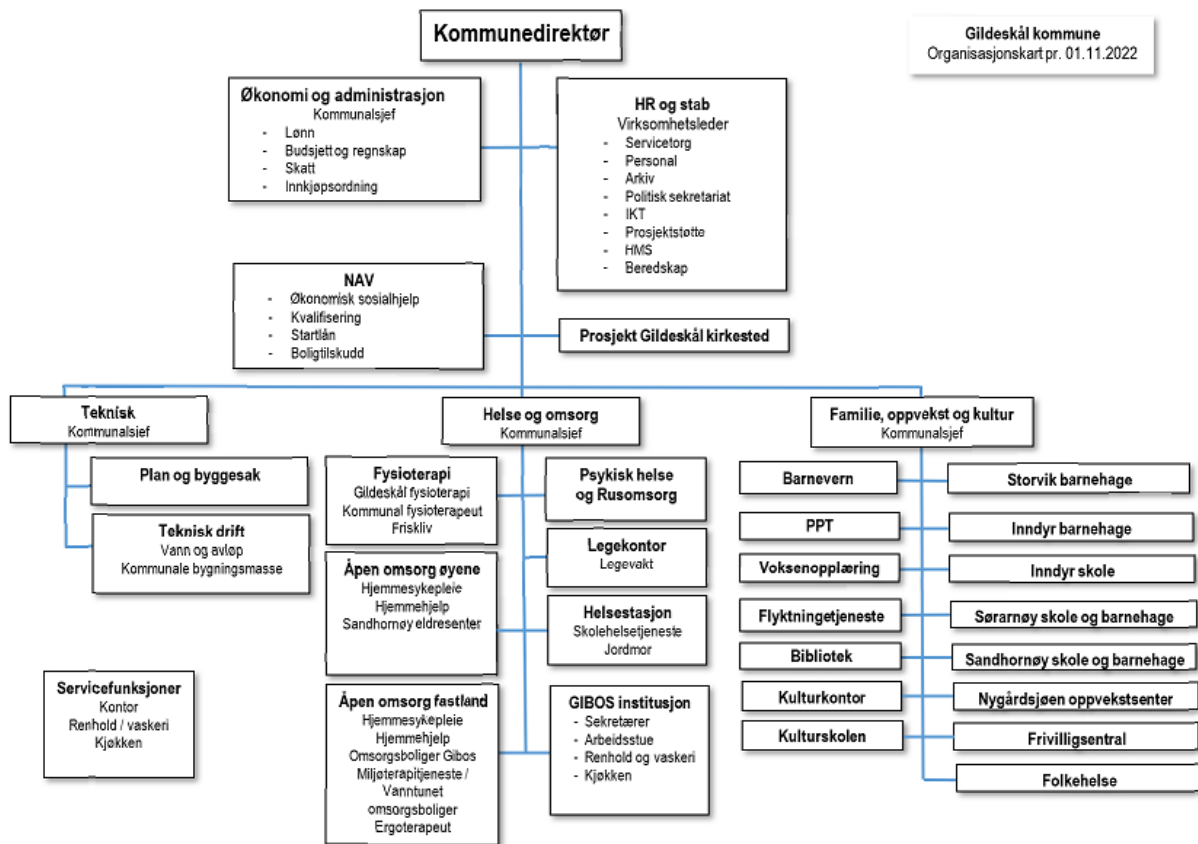 Kommunedirektør
Gildeskål kommune
Organisasjonskart pr. 01.11.2022
Økonomi og administrasjon
Kommunalsjef
- Lønn
- Budsjett og regnskap
- Skatt
- Innkjøpsordning
HR og stab
Virksomhetsleder
- Servicetorg
- Personal
- Arkiv
- Politisk sekretariat
- IKT
- Prosjektstøtte
- HMS
- Beredskap
NAV
- Økonomisk sosialhjelp
- Kvalifisering
- Startlån
- Boligtilskudd
Prosjekt Gildeskål kirkested
Teknisk
Kommunalsjef
Plan og byggesak
Teknisk drift
Vann og avløp
Kommunale bygningsmasse
Servicefunksjoner
Kontor
Renhold / vaskeri
Kjøkken
Helse og omsorg
Kommunalsjef
Fysioterapi
Gildeskål fysioterapi
Kommunal fysioterapeut
Friskliv
Psykisk helse
og Rusomsorg
Legekontor
Legevakt
Åpen omsorg øyene
Hjemmesykepleie
Hjemmehjelp
Sandhornøy eldresenter
Helsestasjon
Skolehelsetjeneste
Jordmor
Åpen omsorg fastland
Hjemmesykepleie
Hjemmehjelp
Omsorgsboliger Gibos
Miljøterapitjeneste /
Vanntunet
omsorgsboliger
Ergoterapeut
GIBOS institusjon
- Sekretærer
- Arbeidsstue
- Renhold og vaskeri
- Kjøkken
Familie, oppvekst og kultur
Kommunalsjef
Barnevern
Storvik barnehage
PPT
Inndyr barnehage
Voksenopplæring
Inndyr skole
Flyktningetjeneste
Sørarnøy skole og barnehage
Bibliotek
Sandhornøy skole og barnehage
Kulturkontor
Nygårdsjøen oppvekstsenter
Kulturskolen
Frivilligsentral
Folkehelse